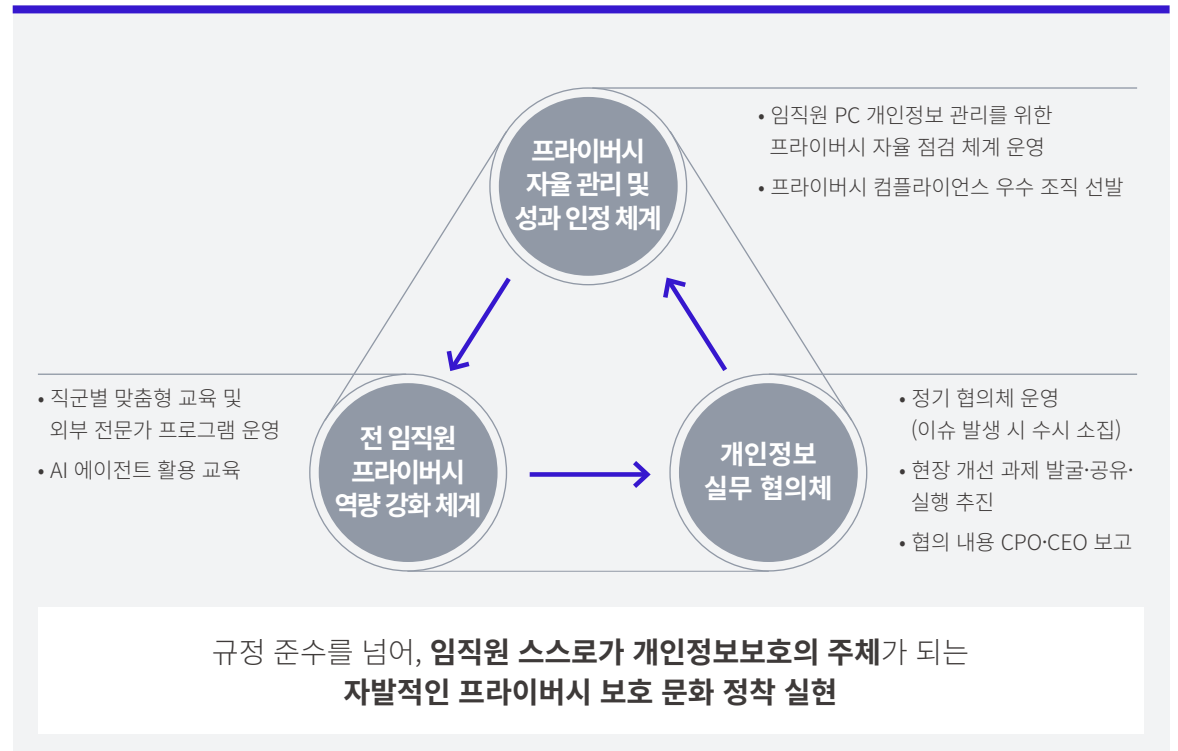 프라이버시
자율 관리 및
성과 인정 체계
• 임직원 PC 개인정보 관리를 위한
프라이버시 자율 점검 체계 운영
• 프라이버시 컴플라이언스 우수 조직 선발
• 직군별 맞춤형 교육 및
외부 전문가 프로그램 운영
• AI 에이전트 활용 교육
전 임직원
프라이버시
역량 강화 체계
개인정보
실무 협의체
• 정기 협의체 운영
(이슈 발생 시 수시 소집)
• 현장 개선 과제 발굴·공유·
실행 추진
• 협의 내용 CPO·CEO 보고
규정 준수를 넘어, 임직원 스스로가 개인정보보호의 주체가 되는
자발적인 프라이버시 보호 문화 정착 실현